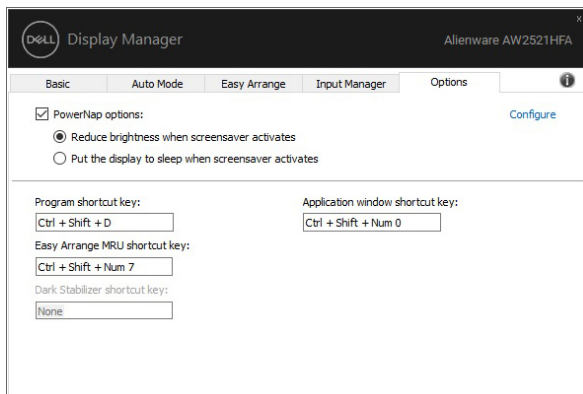 x
DELL Display Manager Alienware AW2521HFA
Basic Auto Mode Easy Arrange Input Manager Options i
PowerNap options: Configure
Reduce brightness when screensaver activates
Put the display to sleep when screensaver activates
Program shortcut key: Application window shortcut key:
Ctrl + Shift + D Ctrl + Shift + Num 0
Easy Arrange MRU shortcut key:
Ctrl + Shift + Num 7
Dark Stabilizer shortcut key:
None